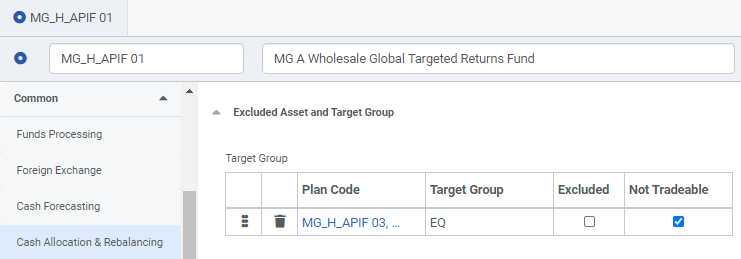 MG_H_APIF 01
MG_H_APIF 01
MG A Wholesale Global Targeted Returns Fund
Common
Funds Processing
Foreign Exchange
Cash Forecasting
Cash Allocation & Rebalancing
Excluded Asset and Target Group
Target Group
Plan Code Target Group Excluded Not Tradeable
MG_H_APIF 03, ... EQ